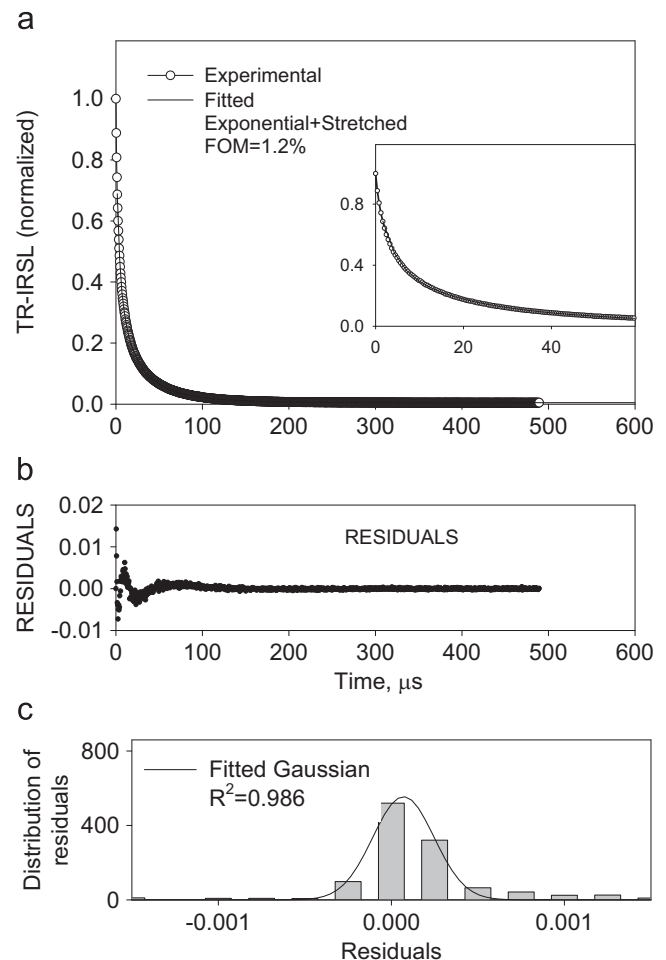 a
TR-IRSL (normalized)
1.0
0.8
0.6
0.4
0.2
0.0
Experimental
Fitted
Exponential+Stretched
FOM=1.2%
0.8
0.4
0.0
0 20 40
0 100 200 300 400 500 600
b
RESIDUALS
0.02
0.01
0.00
-0.01
RESIDUALS
0 100 200 300 400 500 600
Time, μs
c
Distribution of
residuals
800
400
0
Fitted Gaussian
R²=0.986
-0.001 0.000 0.001
Residuals